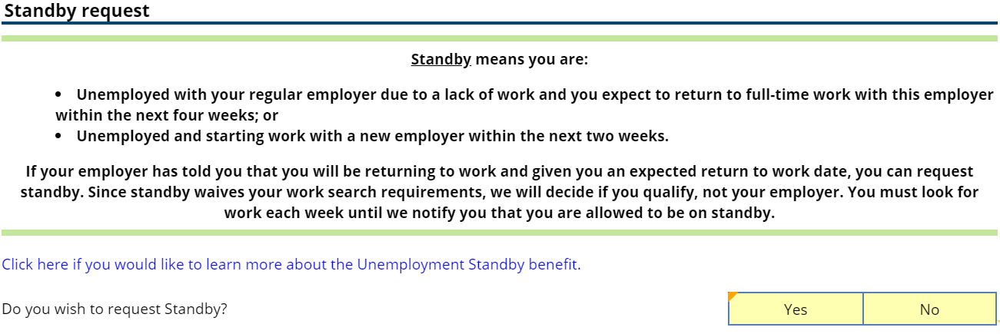 Standby request
Standby means you are:
• Unemployed with your regular employer due to a lack of work and you expect to return to full-time work with this employer
within the next four weeks; or
• Unemployed and starting work with a new employer within the next two weeks.
If your employer has told you that you will be returning to work and given you an expected return to work date, you can request
standby. Since standby waives your work search requirements, we will decide if you qualify, not your employer. You must look for
work each week until we notify you that you are allowed to be on standby.
Click here if you would like to learn more about the Unemployment Standby benefit.
Do you wish to request Standby? Yes No